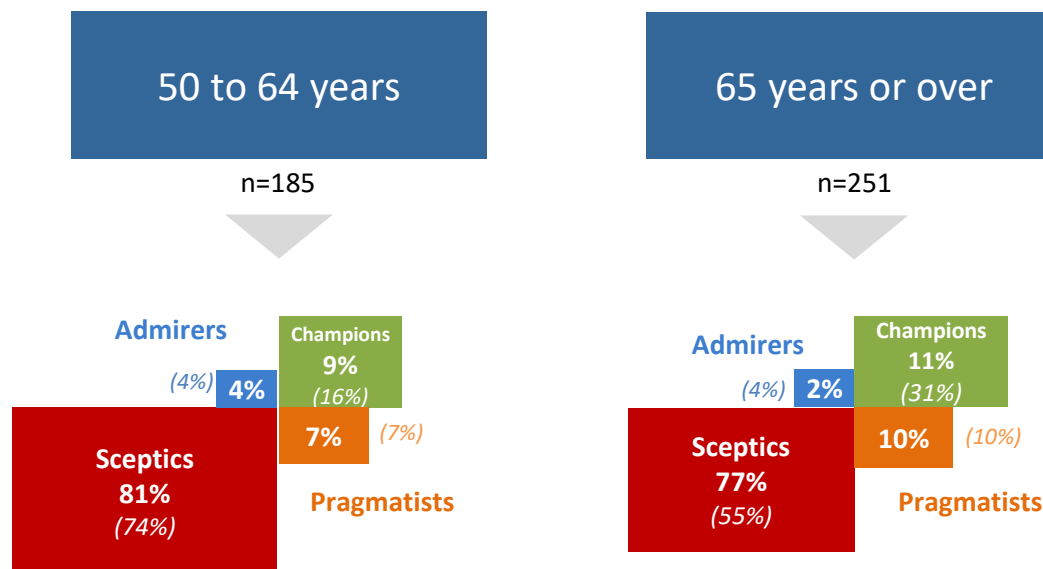 50 to 64 years
n=185
Admirers
(4%)
4%
Champions
9%
(16%)
7%
(7%)
Sceptics
81%
(74%)
Pragmatists
65 years or over
n=251
Admirers
(4%)
2%
Champions
11%
(31%)
10%
(10%)
Sceptics
77%
(55%)
Pragmatists